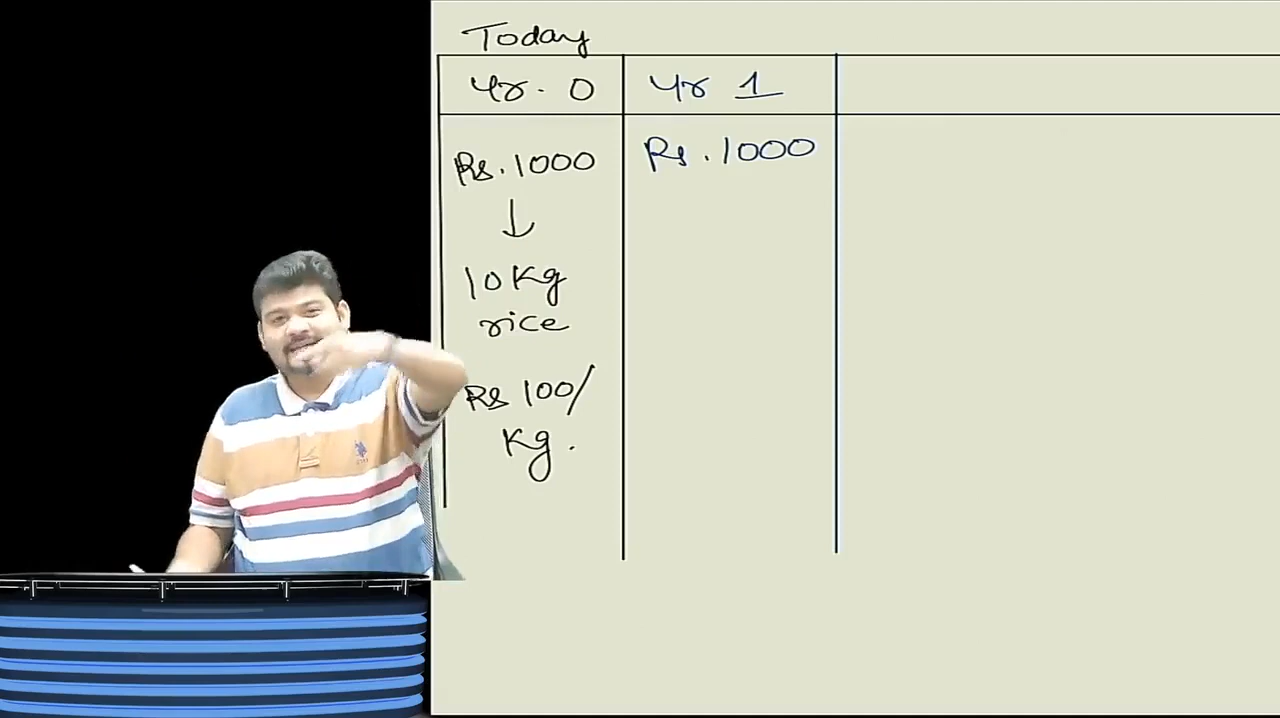 Today
Yr. 0
Yr 1
Rs. 1000
Rs. 1000
↓
10 Kg
rice
Rs 100/
Kg.